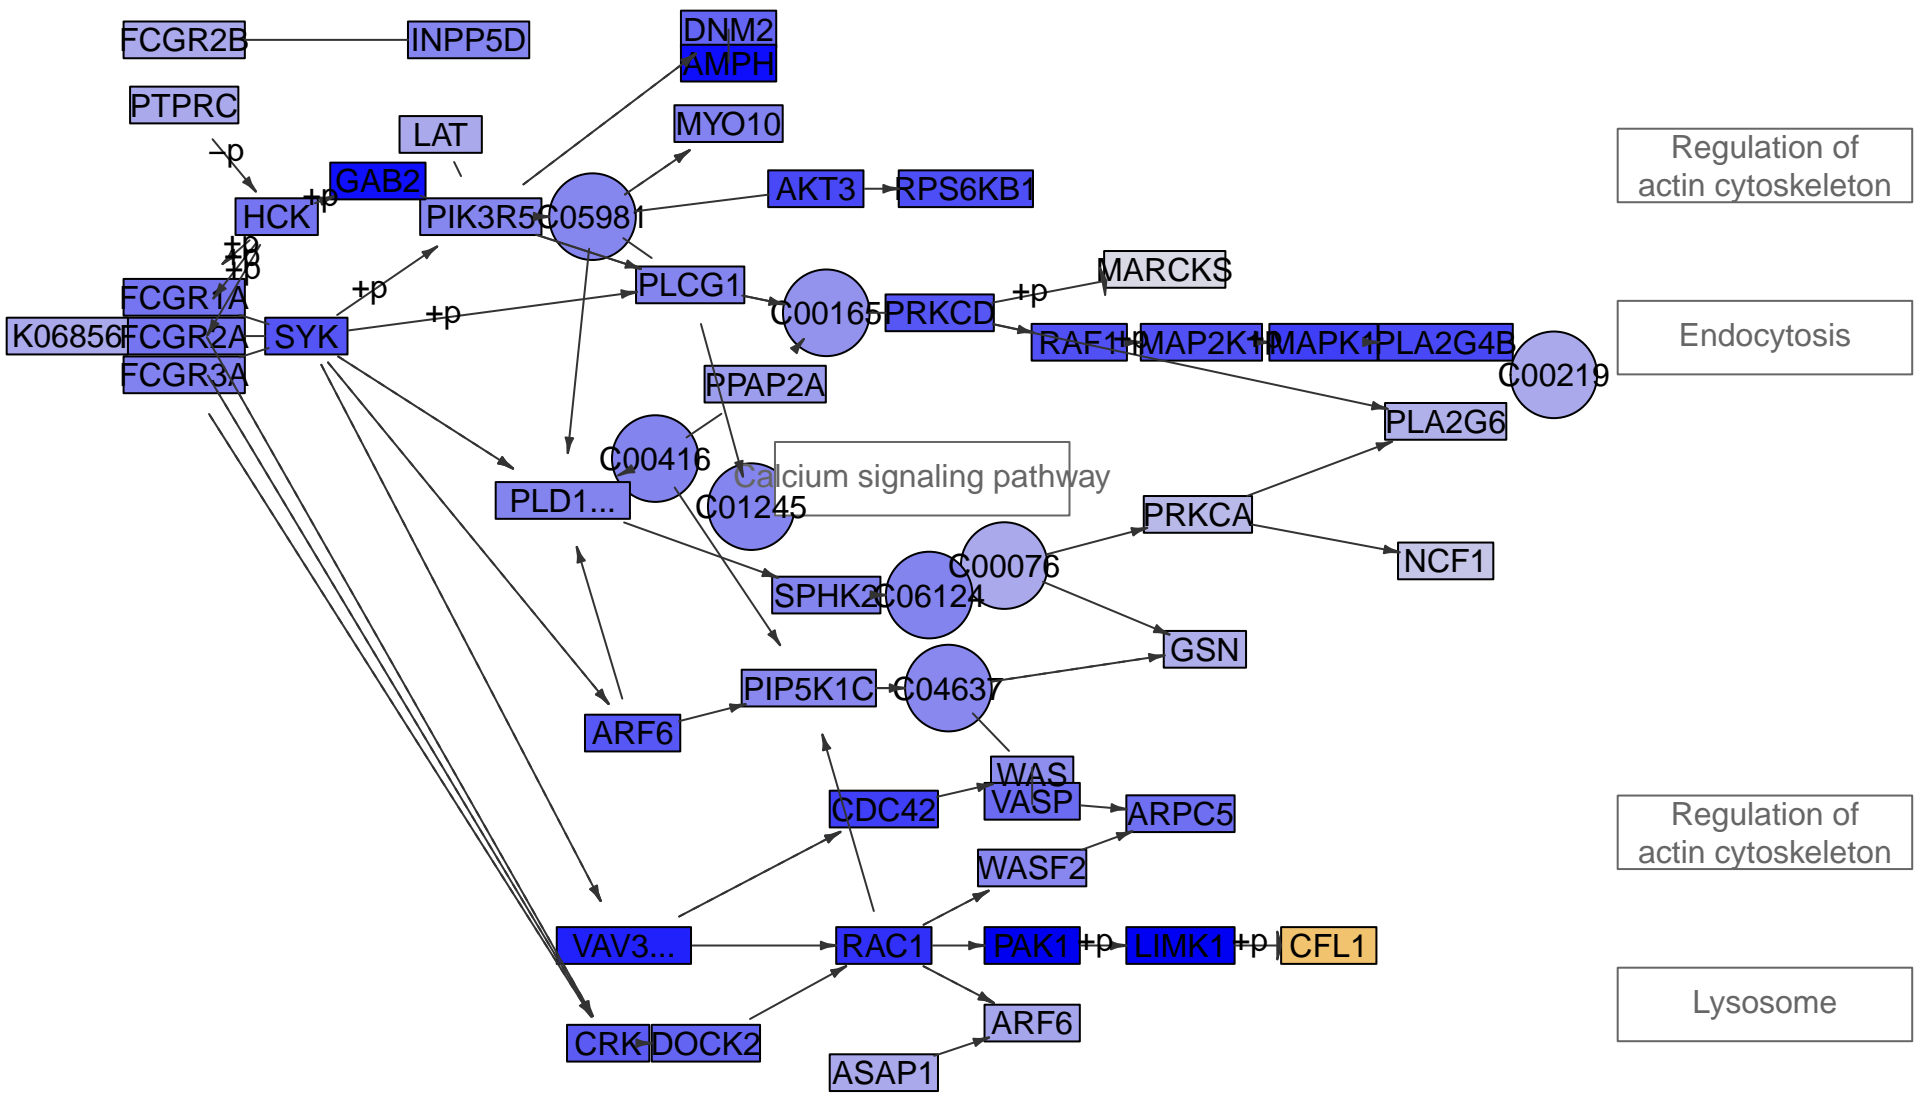 DNM2
FCGR2B
INPP5D
AMPH
PTPRC
LAT
MYO10
Regulation of
actin cytoskeleton
–p
GAB2
AKT3
RPS6KB1
+p
HCK
PIK3R5
C05981
+p
+p
+p
MARCKS
+p
PLCG1
+p
FCGR1A
C00165
PRKCD
+p
K06856
FCGR2A
SYK
RAF1
+p
MAP2K1
+p
MAPK1
PLA2G4B
Endocytosis
FCGR3A
PPAP2A
C00219
PLA2G6
C00416
Calcium signaling pathway
PLD1...
C01245
PRKCA
C00076
NCF1
SPHK2
C06124
GSN
PIP5K1C
C04637
ARF6
WAS
VASP
CDC42
ARPC5
Regulation of
actin cytoskeleton
WASF2
VAV3...
RAC1
PAK1
+p
LIMK1
+p
CFL1
Lysosome
ARF6
CRK
DOCK2
ASAP1